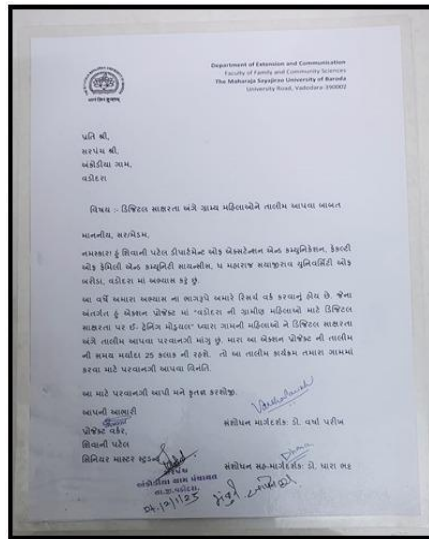 Department of Extension and Communication
Faculty of Family and Community Sciences
The Maharaja Sayajirao University of Baroda
University Road, Vadodara-390002
પ્રતિ શ્રી,
સરપંચ શ્રી,
અંકોડીયા ગામ,
વડોદરા
વિષય :- ડિજિટલ સાક્ષરતા અંગે ગ્રામ્ય મહિલાઓને તાલીમ આપવા બાબત
માનનીય, સર/મેડમ,
નમસ્કાર! હું શિવાની પટેલ ડીપાર્ટમેન્ટ ઓફ એક્સટેન્શન એન્ડ કમ્યુનિકેશન, ફેકલ્ટી
ઓફ ફેમિલી એન્ડ કમ્યુનિટી સાયન્સીસ, ધ મહારાજા સયાજીરાવ યુનિવર્સિટી ઓફ
બરોડા, વડોદરા માં અભ્યાસ કરું છું.
આ વર્ષે અમારા અભ્યાસ ના ભાગરૂપે અમારે રિસર્ચ વર્ક કરવાનું હોય છે. જેના
અંતર્ગત હું એક્શન પ્રોજેક્ટ માં "વડોદરા ની ગ્રામીણ મહિલાઓ માટે ડિજિટલ
સાક્ષરતા પર ઈ- ટ્રેનિંગ મોડ્યુલ" ધ્વારા ગામની મહિલાઓ ને ડિજિટલ સાક્ષરતા
અંગે તાલીમ આપવા પરવાનગી માંગુ છું. મારા આ એક્શન પ્રોજેક્ટ ની તાલીમ
ની સમય મર્યાદા 25 કલાક ની રહશે. તો આ તાલીમ કાર્યક્રમ તમારા ગામમાં
કરવા માટે પરવાનગી આપવા વિનંતિ.
આ માટે પરવાનગી આપી મને કૃતજ્ઞ કરશોજી.
આપની આભારી
પ્રોજેક્ટ વર્કર,
સંશોધન માર્ગદર્શક: ડૉ. વર્ષા પરીખ
શિવાની પટેલ
સિનિયર માસ્ટર સ્ટુડન્ટ
સંશોધન સહ-માર્ગદર્શક: ડૉ. ધારા ભટ્ટ
સરપંચ
અંકોડીયા ગ્રામ પંચાયત
તા.જી.વડોદરા.